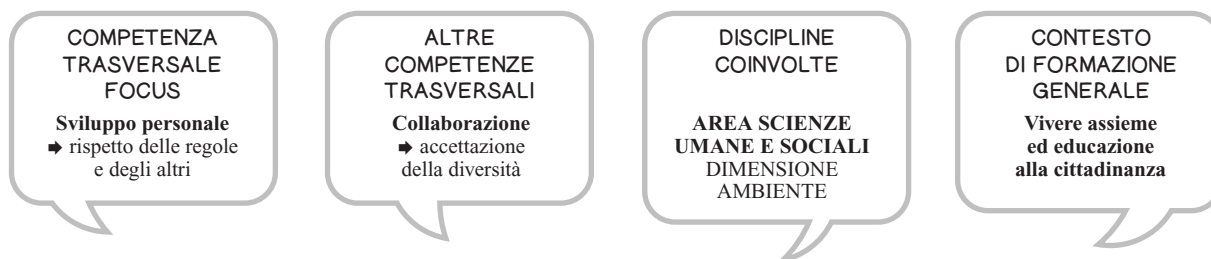 COMPETENZA
TRASVERSALE
FOCUS
Sviluppo personale
➡ rispetto delle regole
e degli altri
ALTRE
COMPETENZE
TRASVERSALI
Collaborazione
➡ accettazione
della diversità
DISCIPLINE
COINVOLTE
AREA SCIENZE
UMANE E SOCIALI
DIMENSIONE
AMBIENTE
CONTESTO
DI FORMAZIONE
GENERALE
Vivere assieme
ed educazione
alla cittadinanza